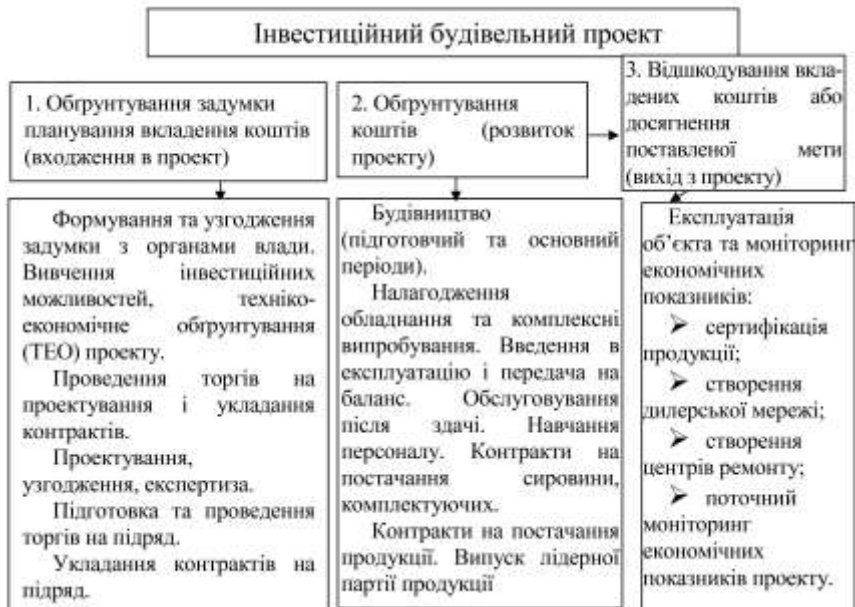 Інвестиційний будівельний проект
1. Обґрунтування задумки
планування вкладення коштів
(входження в проект)
2. Обґрунтування
коштів (розвиток
проекту)
3. Відшкодування вкла-
дених коштів або
досягнення
поставленої мети
(вихід з проекту)
Формування та узгодження
задумки з органами влади.
Вивчення інвестиційних
можливостей, техніко-
економічне обґрунтування
(ТЕО) проекту.
Проведення торгів на
проектування і укладання
контрактів.
Проектування,
узгодження, експертиза.
Підготовка та проведення
торгів на підряд.
Укладання контрактів на
підряд.
Будівництво
(підготовчий та основний
періоди).
Налагодження
обладнання та комплексні
випробування. Введення в
експлуатацію і передача на
баланс. Обслуговування
після здачі. Навчання
персоналу. Контракти на
постачання сировини,
комплектуючих.
Контракти на постачання
продукції. Випуск лідерної
партії продукції
Експлуатація
об’єкта та моніторинг
економічних
показників:
➢ сертифікація
продукції;
➢ створення
дилерської мережі;
➢ створення
центрів ремонту;
➢ поточний
моніторинг
економічних
показників проекту.